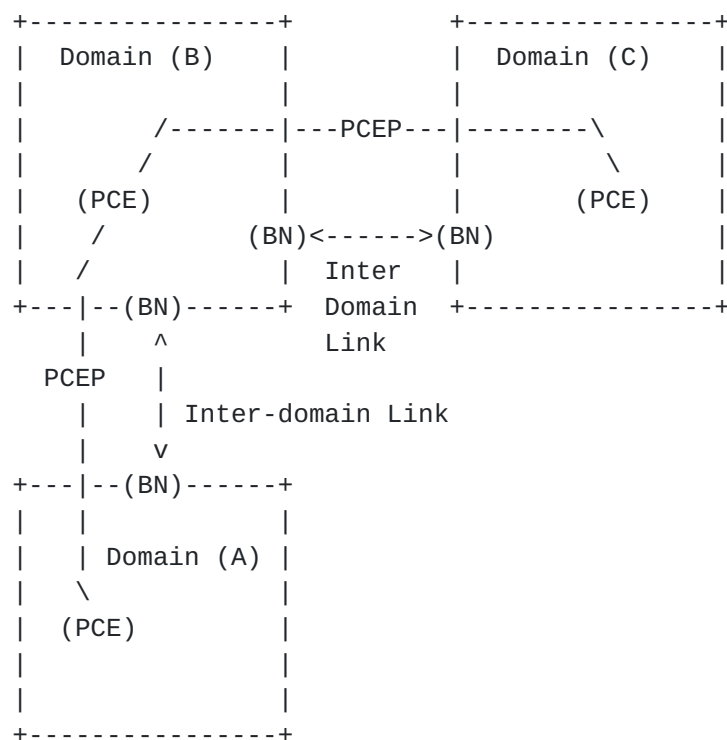 +----------------+          +----------------+
|  Domain (B)    |          |  Domain (C)    |
|                |          |                |
|        /-------|---PCEP---|--------\       |
|       /        |          |         \      |
|   (PCE)        |          |       (PCE)    |
|    /         (BN)<------>(BN)              |
|   /            |  Inter   |                |
+---|--(BN)------+  Domain  +----------------+
    |    ^          Link
  PCEP   |
    |    | Inter-domain Link
    |    v
+---|--(BN)------+
|   |            |
|   | Domain (A) |
|   \            |
|  (PCE)         |
|                |
|                |
+----------------+